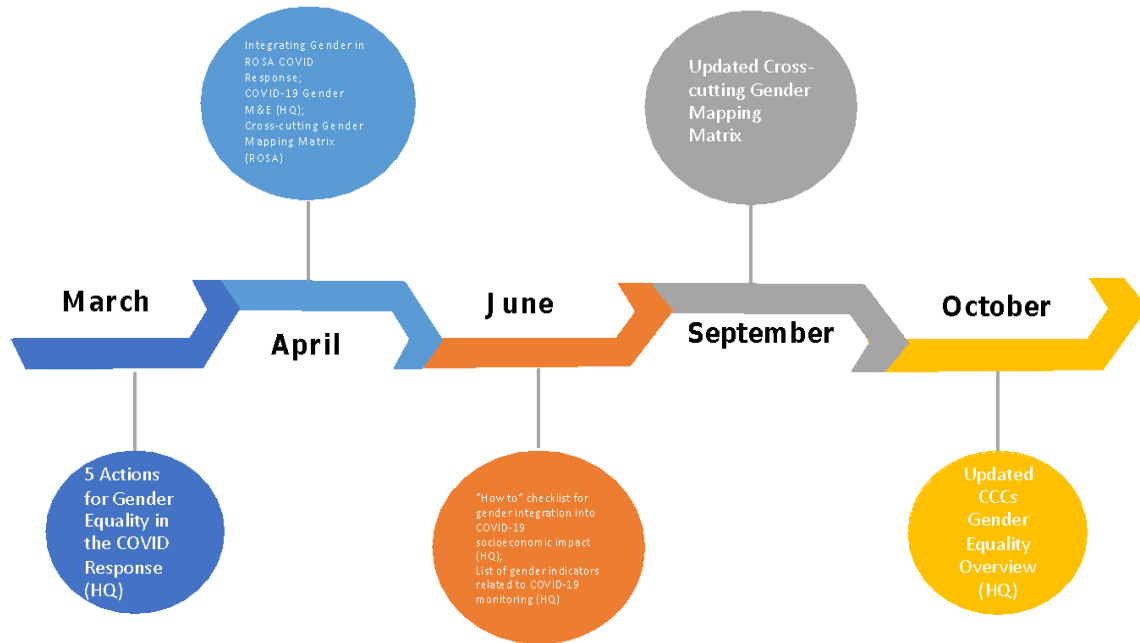 March
5 Actions
for Gender
Equality in
the COVID
Response
(HQ)
Integrating Gender in
ROSA COVID
Response;
COVID-19 Gender
M&E (HQ);
Cross-cutting Gender
Mapping Matrix
(ROSA)
April
June
"How to" checklist for
gender integration into
COVID-19
socioeconomic impact
(HQ);
List of gender indicators
related to COVID-19
monitoring (HQ)
Updated Cross-
cutting Gender
Mapping
Matrix
September
October
Updated
CCCs
Gender
Equality
Overview
(HQ)